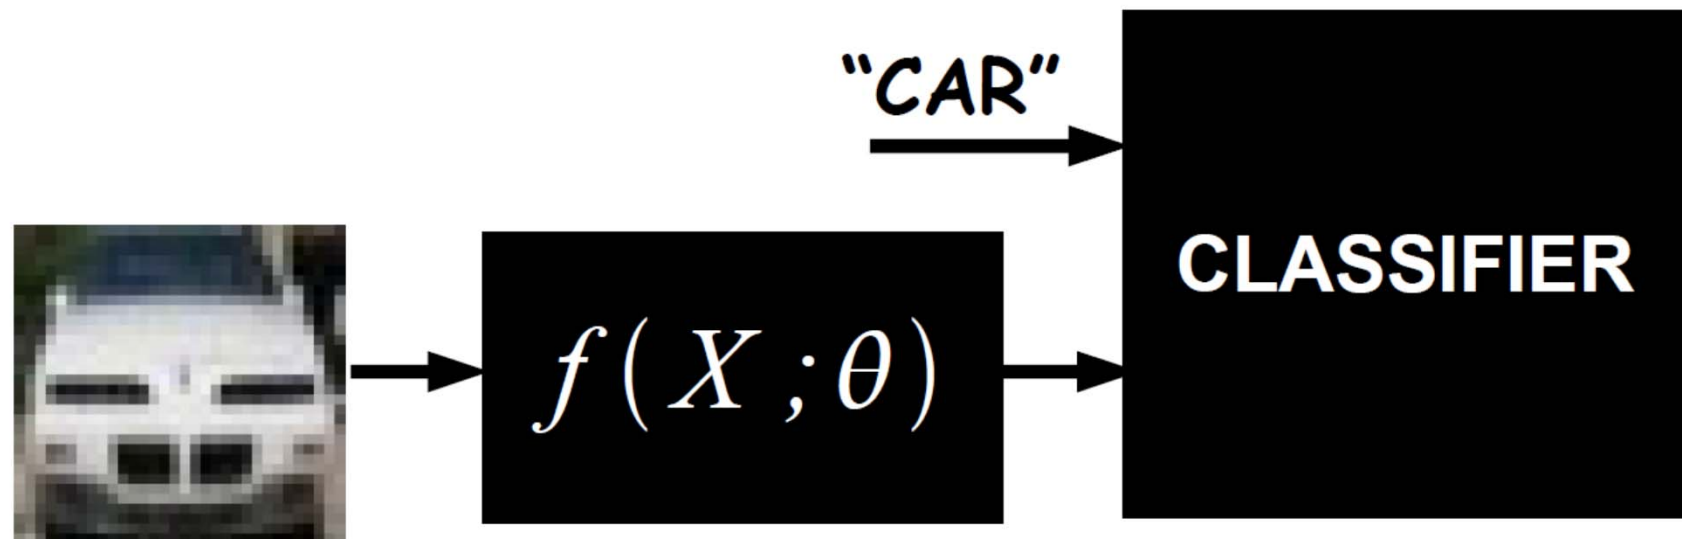 “CAR”
CLASSIFIER
f(X;θ)